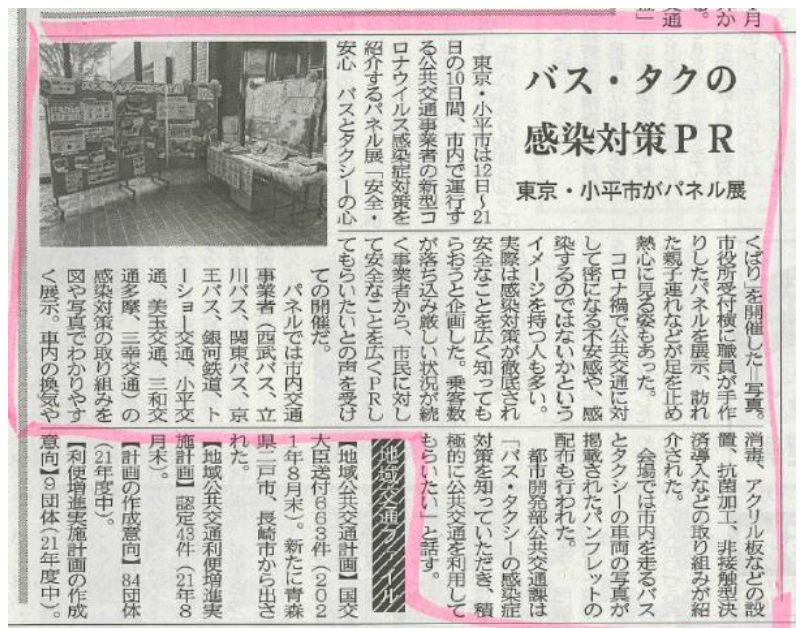 バス・タクの
感染対策ＰＲ
東京・小平市がパネル展
東京・小平市は12日～21
日の10日間、市内で運行す
る公共交通事業者の新型コ
ロナウイルス感染症対策を
紹介するパネル展「安全・
安心　バスとタクシーの心
くばり」を開催した＝写真。
市役所受付横に職員が手作
りしたパネルを展示、訪れ
た親子連れなどが足を止め
熱心に見る姿もあった。
コロナ禍で公共交通に対
して密になる不安感や、感
染するのではないかという
イメージを持つ人も多い。
実際は感染対策が徹底され
安全なことを広く知っても
らおうと企画した。乗客数
が落ち込み厳しい状況が続
く事業者から、市民に対し
て安全なことを広くＰＲし
てもらいたいとの声を受け
ての開催だ。
パネルでは市内交通
事業者（西武バス、立
川バス、関東バス、京
王バス、銀河鉄道、ト
ーショー交通、小平交
通、美玉交通、三和交
通多摩、三幸交通）の
感染対策の取り組みを
図や写真でわかりやす
く展示。車内の換気や
消毒、アクリル板などの設
置、抗菌加工、非接触型決
済導入などの取り組みが紹
介された。
会場では市内を走るバス
とタクシーの車両の写真が
掲載されたパンフレットの
配布も行われた。
都市開発部公共交通課は
「バス・タクシーの感染症
対策を知っていただき、積
極的に公共交通を利用して
もらいたい」と話す。
地域交通ファイル
【地域公共交通計画】国交
大臣送付６６３件（２０２
１年８月末）。新たに青森
県二戸市、長崎市から出さ
れた。
【地域公共交通利便増進実
施計画】認定43件（21年８
月末）。
【計画の作成意向】84団体
（21年度中）。
【利便増進実施計画の作成
意向】９団体（21年度中）。